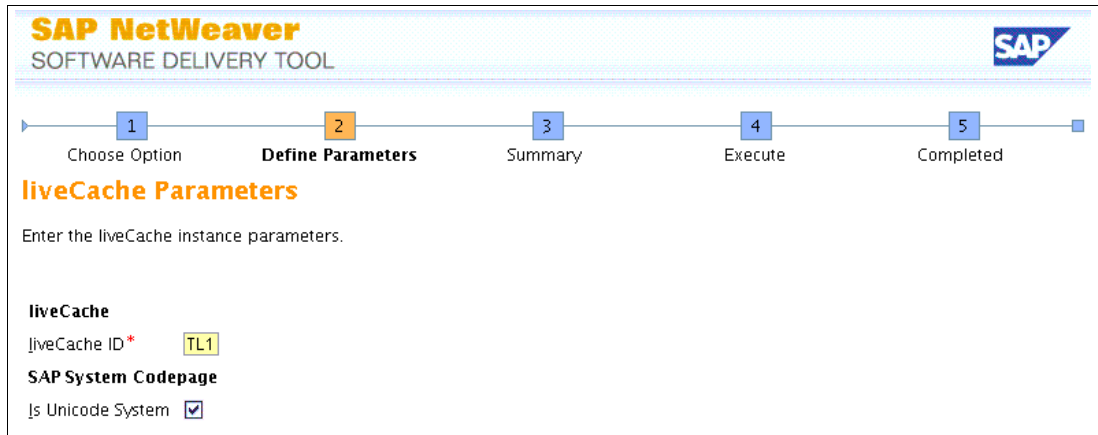 SAP NetWeaver
SOFTWARE DELIVERY TOOL
SAP
1 2 3 4 5
Choose Option Define Parameters Summary Execute Completed
liveCache Parameters
Enter the liveCache instance parameters.
liveCache
liveCache ID* TL1
SAP System Codepage
Is Unicode System